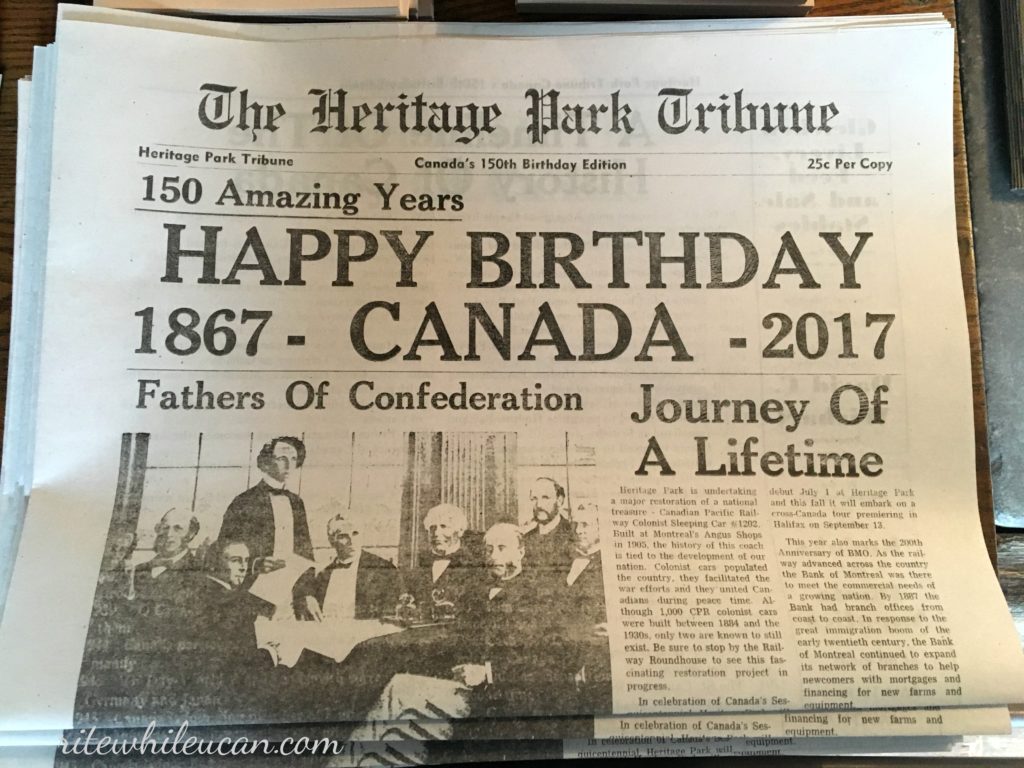 The Heritage Park Tribune
Heritage Park Tribune Canada's 150th Birthday Edition 25c Per Copy
150 Amazing Years
HAPPY BIRTHDAY
1867 - CANADA - 2017
Fathers Of Confederation
Journey Of
A Lifetime
Heritage Park is undertaking
a major restoration of a national
treasure - Canadian Pacific Rail-
way Colonist Sleeping Car #1202.
Built at Montreal's Angus Shops
in 1905, the history of this coach
is tied to the development of our
nation. Colonist cars populated
the country, they facilitated the
war efforts and they united Can-
adians during peace time. Al-
though 1,000 CPR colonist cars
were built between 1884 and the
1930s, only two are known to still
exist. Be sure to stop by the Rail-
way Roundhouse to see this fas-
cinating restoration project in
progress.
In celebration of Canada's Ses-
debut July 1 at Heritage Park
and this fall it will embark on a
cross-Canada tour premiering in
Halifax on September 13.
This year also marks the 200th
Anniversary of BMO. As the rail-
way advanced across the country
the Bank of Montreal was there
to meet the commercial needs of
a growing nation. By 1887 the
Bank had branch offices from
coast to coast. In response to the
great immigration boom of the
early twentieth century, the Bank
of Montreal continued to expand
its network of branches to help
newcomers with mortgages and
financing for new farms and
equipment.
In celebration of Canada's Ses-
financing for new farms and
equipment.
quicentennial, Heritage Park will
equipment.
ritewhileucan.com